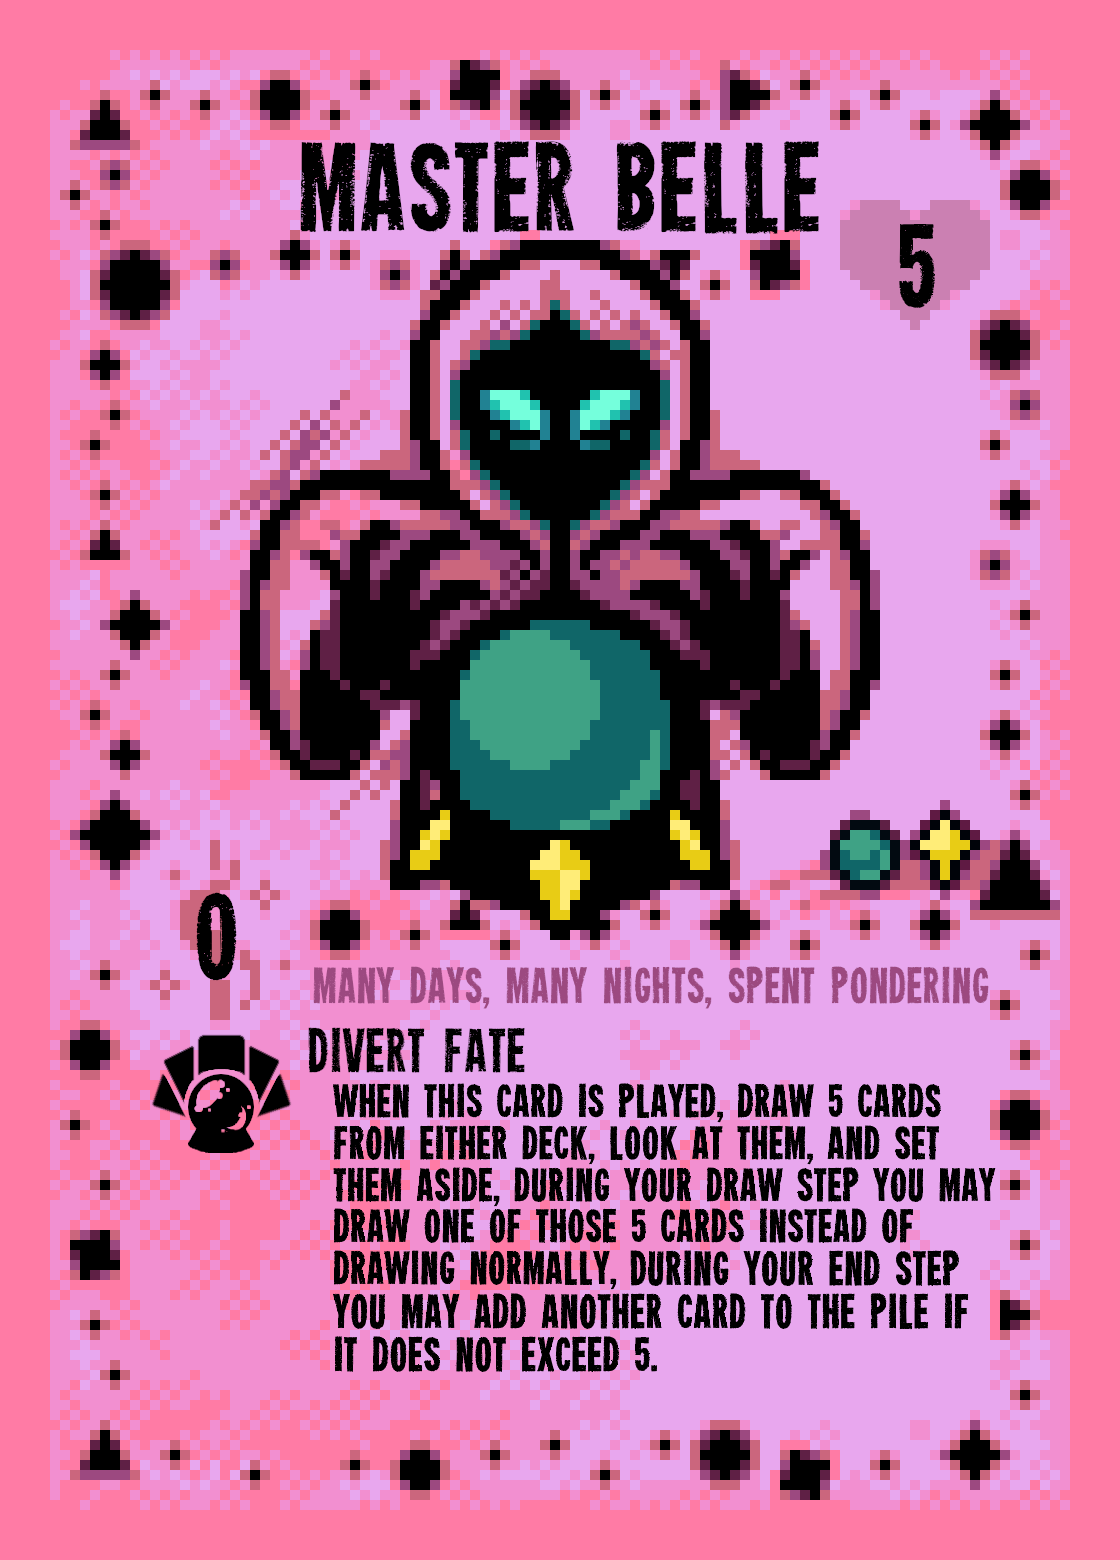 MASTER BELLE
5
0
MANY DAYS, MANY NIGHTS, SPENT PONDERING
DIVERT FATE
WHEN THIS CARD IS PLAYED, DRAW 5 CARDS
FROM EITHER DECK, LOOK AT THEM, AND SET
THEM ASIDE, DURING YOUR DRAW STEP YOU MAY
DRAW ONE OF THOSE 5 CARDS INSTEAD OF
DRAWING NORMALLY, DURING YOUR END STEP
YOU MAY ADD ANOTHER CARD TO THE PILE IF
IT DOES NOT EXCEED 5.